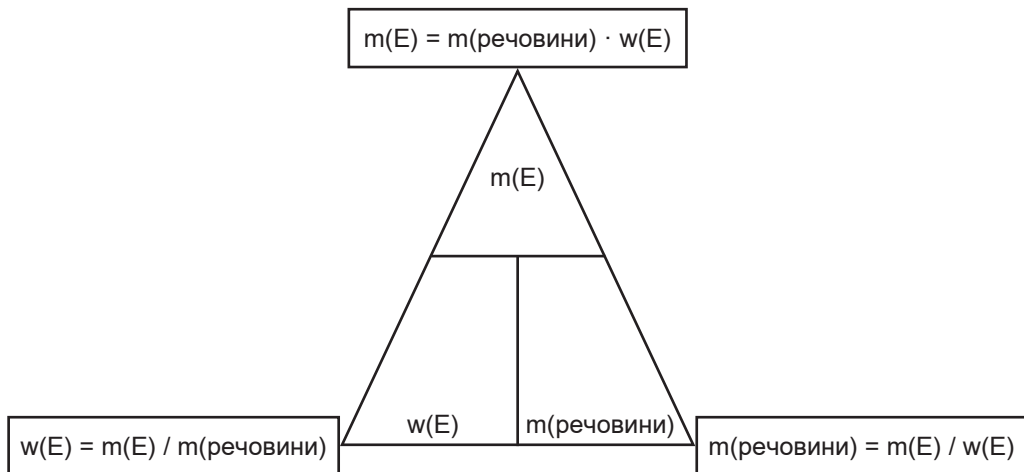 m(E) = m(речовини) · w(E)
m(E)
w(E)
m(речовини)
w(E) = m(E) / m(речовини)
m(речовини) = m(E) / w(E)